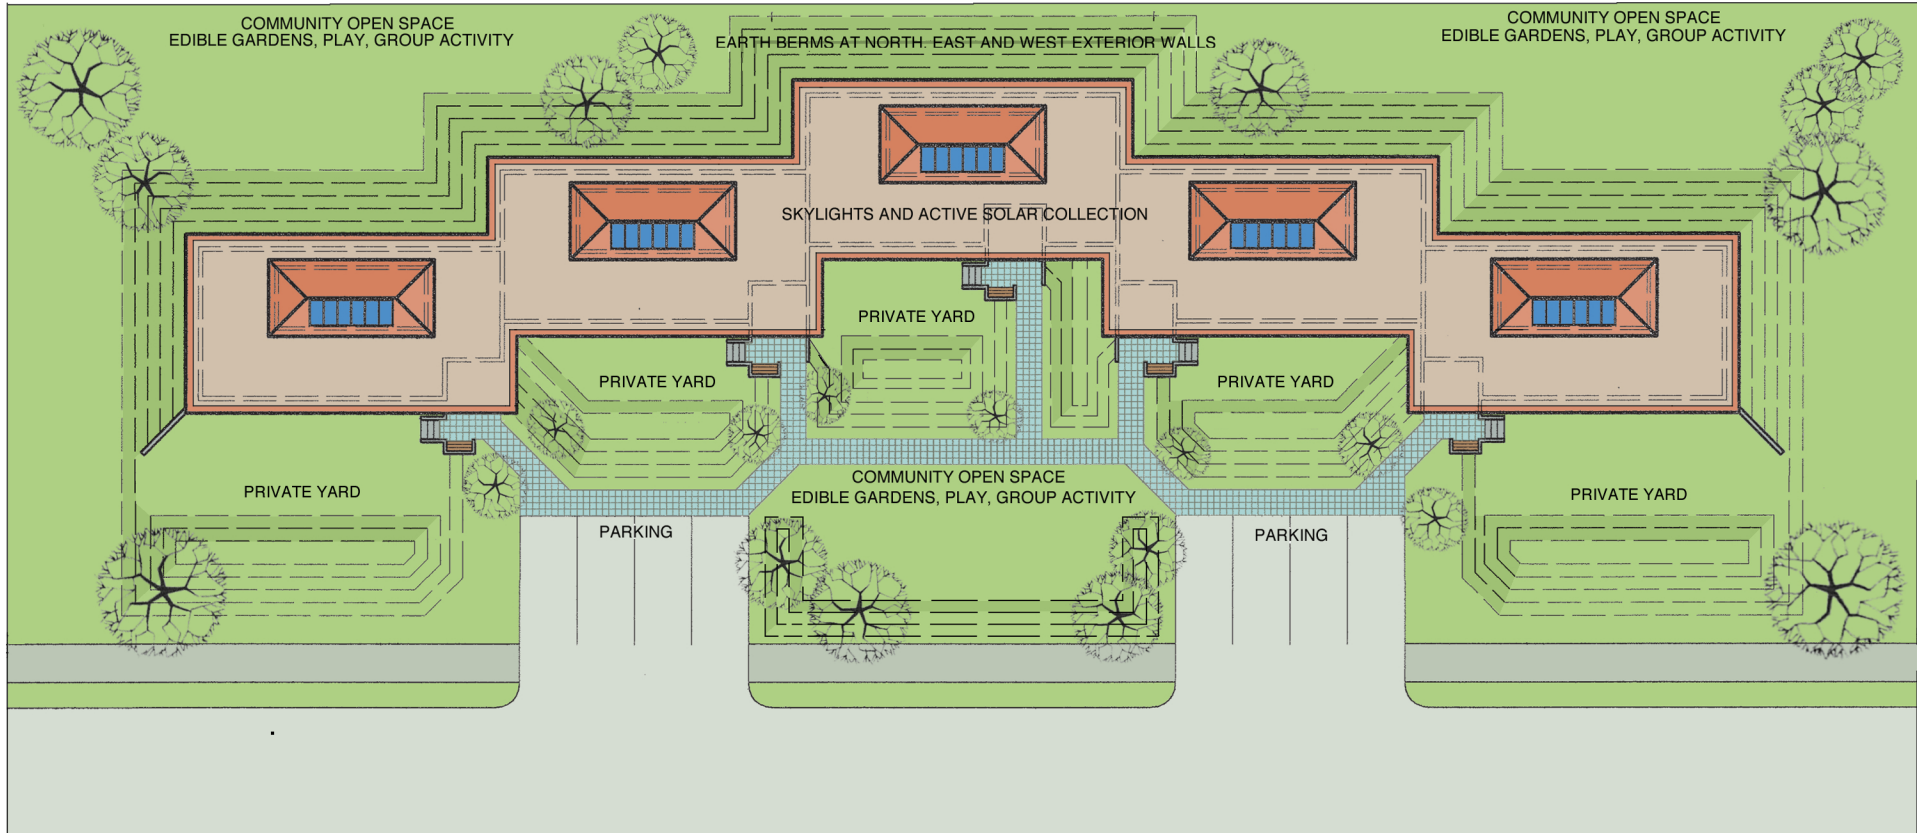 COMMUNITY OPEN SPACE
EDIBLE GARDENS, PLAY, GROUP ACTIVITY
COMMUNITY OPEN SPACE
EDIBLE GARDENS, PLAY, GROUP ACTIVITY
EARTH BERMS AT NORTH. EAST AND WEST EXTERIOR WALLS
SKYLIGHTS AND ACTIVE SOLAR COLLECTION
PRIVATE YARD
PRIVATE YARD
PRIVATE YARD
COMMUNITY OPEN SPACE
EDIBLE GARDENS, PLAY, GROUP ACTIVITY
PRIVATE YARD
PRIVATE YARD
PARKING
PARKING